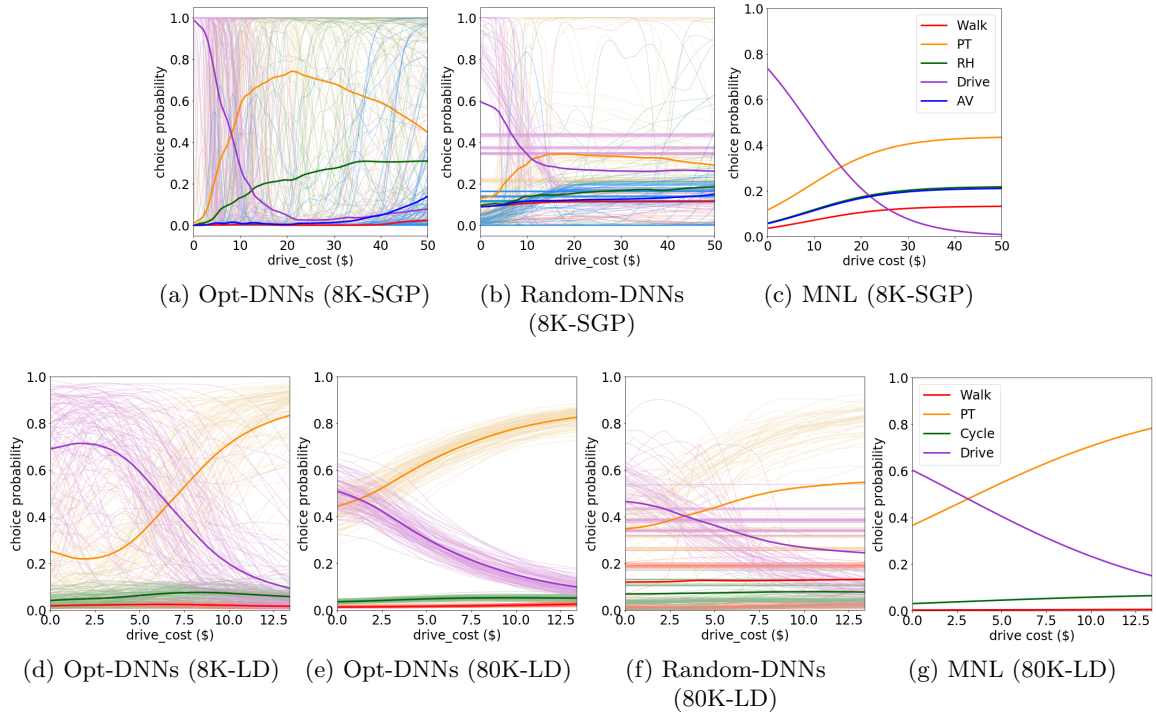 1.0
0.8
0.6
0.4
0.2
0.0
choice probability
0 10 20 30 40 50
drive_cost ($)
(a) Opt-DNNs (8K-SGP)
1.0
0.8
0.6
0.4
0.2
0.0
choice probability
0 10 20 30 40 50
drive_cost ($)
(b) Random-DNNs
(8K-SGP)
1.0
0.8
0.6
0.4
0.2
0.0
choice probability
Walk
PT
RH
Drive
AV
0 10 20 30 40 50
drive cost ($)
(c) MNL (8K-SGP)
1.0
0.8
0.6
0.4
0.2
0.0
choice probability
0.0 2.5 5.0 7.5 10.0 12.5
drive_cost ($)
(d) Opt-DNNs (8K-LD)
1.0
0.8
0.6
0.4
0.2
0.0
choice probability
0.0 2.5 5.0 7.5 10.0 12.5
drive_cost ($)
(e) Opt-DNNs (80K-LD)
1.0
0.8
0.6
0.4
0.2
0.0
choice probability
0.0 2.5 5.0 7.5 10.0 12.5
drive_cost ($)
(f) Random-DNNs
(80K-LD)
1.0
0.8
0.6
0.4
0.2
0.0
choice probability
Walk
PT
Cycle
Drive
0.0 2.5 5.0 7.5 10.0 12.5
drive cost ($)
(g) MNL (80K-LD)